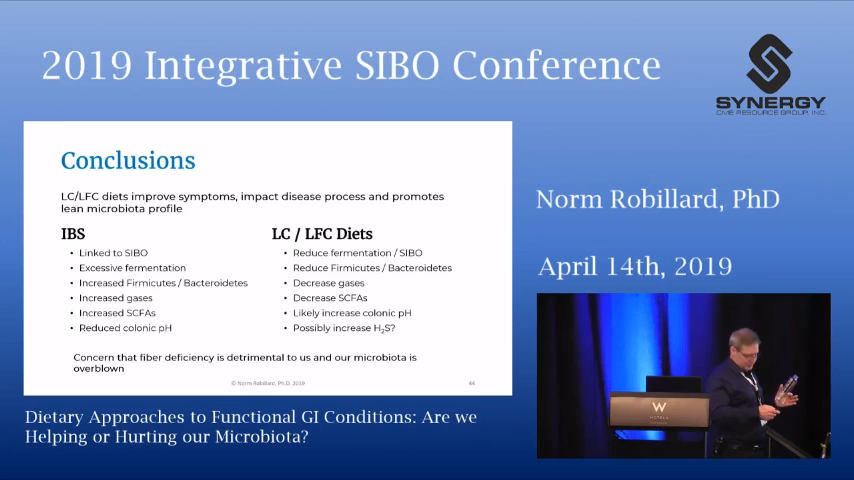 2019 Integrative SIBO Conference
SYNERGY
CME RESOURCE GROUP, INC.
Conclusions
LC/LFC diets improve symptoms, impact disease process and promotes
lean microbiota profile
IBS
• Linked to SIBO
• Excessive fermentation
• Increased Firmicutes / Bacteroidetes
• Increased gases
• Increased SCFAs
• Reduced colonic pH
LC / LFC Diets
• Reduce fermentation / SIBO
• Reduce Firmicutes / Bacteroidetes
• Decrease gases
• Decrease SCFAs
• Likely increase colonic pH
• Possibly increase H₂S?
Concern that fiber deficiency is detrimental to us and our microbiota is
overblown
© Norm Robillard, Ph.D. 2019
44
Norm Robillard, PhD
April 14th, 2019
W
HOTELS
Dietary Approaches to Functional GI Conditions: Are we
Helping or Hurting our Microbiota?